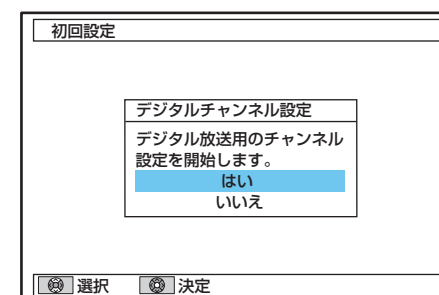 初回設定
デジタルチャンネル設定
デジタル放送用のチャンネル
設定を開始します。
はい
いいえ
選択 決定